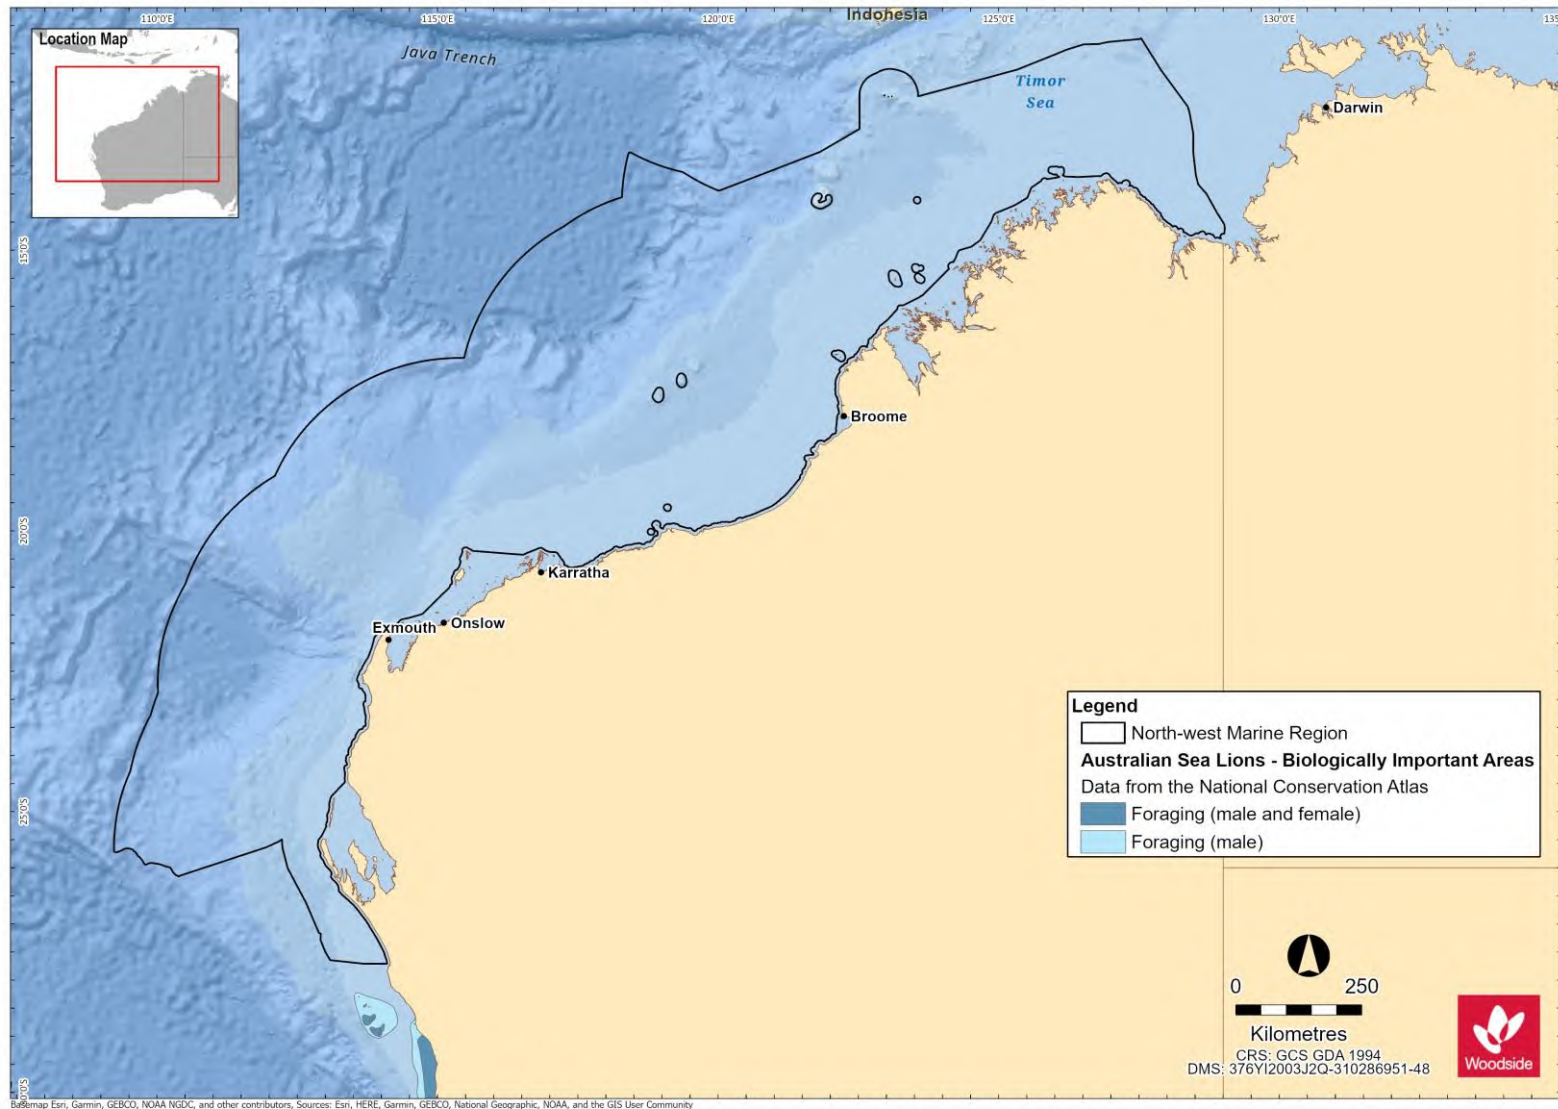 110°0'E
115°0'E
120°0'E
125°0'E
130°0'E
Indonesia
Location Map
Java Trench
Timor
Sea
Darwin
15°0'S
Broome
20°0'S
Karratha
Onslow
Exmouth
25°0'S
Legend
North-west Marine Region
Australian Sea Lions - Biologically Important Areas
Data from the National Conservation Atlas
Foraging (male and female)
Foraging (male)
0 250
Kilometres
CRS: GCS GDA 1994
DMS: 376YI2003J2Q-310286951-48
Woodside
Basemap Esri, Garmin, GEBCO, NOAA NGDC, and other contributors, Sources: Esri, HERE, Garmin, GEBCO, National Geographic, NOAA, and the GIS User Community